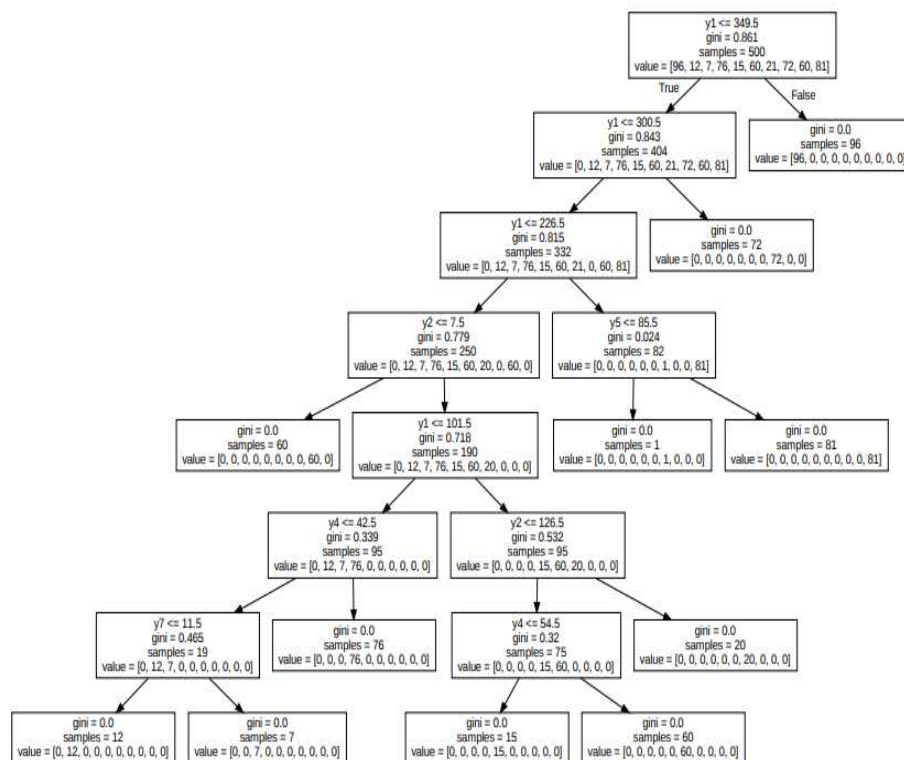 y1 <= 349.5
gini = 0.861
samples = 500
value = [96, 12, 7, 76, 15, 60, 21, 72, 60, 81]
True
False
y1 <= 300.5
gini = 0.843
samples = 404
value = [0, 12, 7, 76, 15, 60, 21, 72, 60, 81]
gini = 0.0
samples = 96
value = [96, 0, 0, 0, 0, 0, 0, 0, 0, 0]
y1 <= 226.5
gini = 0.815
samples = 332
value = [0, 12, 7, 76, 15, 60, 21, 0, 60, 81]
gini = 0.0
samples = 72
value = [0, 0, 0, 0, 0, 0, 0, 72, 0, 0]
y2 <= 7.5
gini = 0.779
samples = 250
value = [0, 12, 7, 76, 15, 60, 20, 0, 60, 0]
y5 <= 85.5
gini = 0.024
samples = 82
value = [0, 0, 0, 0, 0, 0, 1, 0, 0, 81]
gini = 0.0
samples = 60
value = [0, 0, 0, 0, 0, 0, 0, 0, 60, 0]
y1 <= 101.5
gini = 0.718
samples = 190
value = [0, 12, 7, 76, 15, 60, 20, 0, 0, 0]
gini = 0.0
samples = 1
value = [0, 0, 0, 0, 0, 0, 1, 0, 0, 0]
gini = 0.0
samples = 81
value = [0, 0, 0, 0, 0, 0, 0, 0, 0, 81]
y4 <= 42.5
gini = 0.339
samples = 95
value = [0, 12, 7, 76, 0, 0, 0, 0, 0, 0]
y2 <= 126.5
gini = 0.532
samples = 95
value = [0, 0, 0, 0, 15, 60, 20, 0, 0, 0]
y7 <= 11.5
gini = 0.465
samples = 19
value = [0, 12, 7, 0, 0, 0, 0, 0, 0, 0]
gini = 0.0
samples = 76
value = [0, 0, 0, 76, 0, 0, 0, 0, 0, 0]
y4 <= 54.5
gini = 0.32
samples = 75
value = [0, 0, 0, 0, 15, 60, 0, 0, 0, 0]
gini = 0.0
samples = 20
value = [0, 0, 0, 0, 0, 0, 20, 0, 0, 0]
gini = 0.0
samples = 12
value = [0, 12, 0, 0, 0, 0, 0, 0, 0, 0]
gini = 0.0
samples = 7
value = [0, 0, 7, 0, 0, 0, 0, 0, 0, 0]
gini = 0.0
samples = 15
value = [0, 0, 0, 0, 15, 0, 0, 0, 0, 0]
gini = 0.0
samples = 60
value = [0, 0, 0, 0, 0, 60, 0, 0, 0, 0]